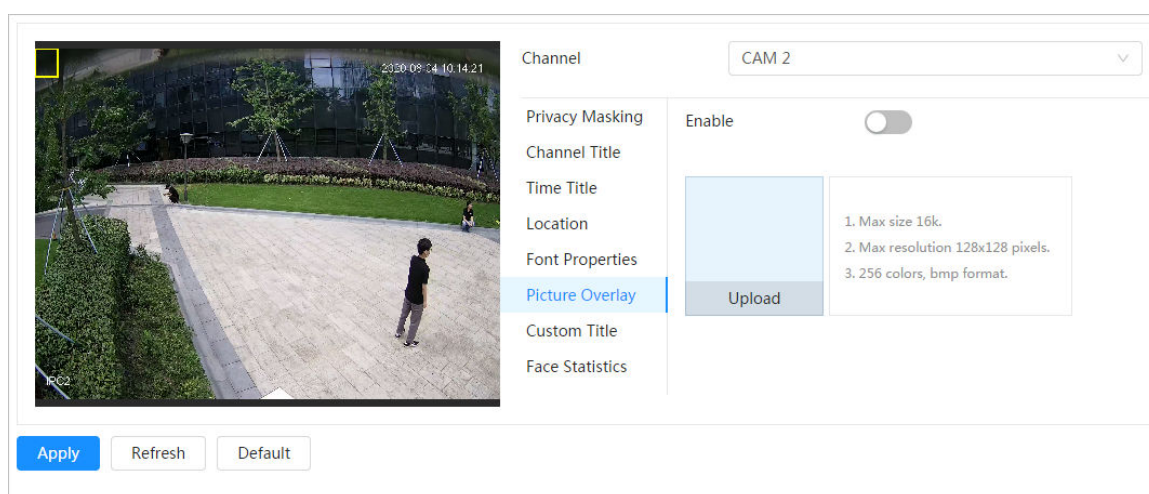 2020-09-04 10:14:21
IPC2
Channel
CAM 2
Privacy Masking
Channel Title
Time Title
Location
Font Properties
Picture Overlay
Custom Title
Face Statistics
Enable
Upload
1. Max size 16k.
2. Max resolution 128x128 pixels.
3. 256 colors, bmp format.
Apply
Refresh
Default